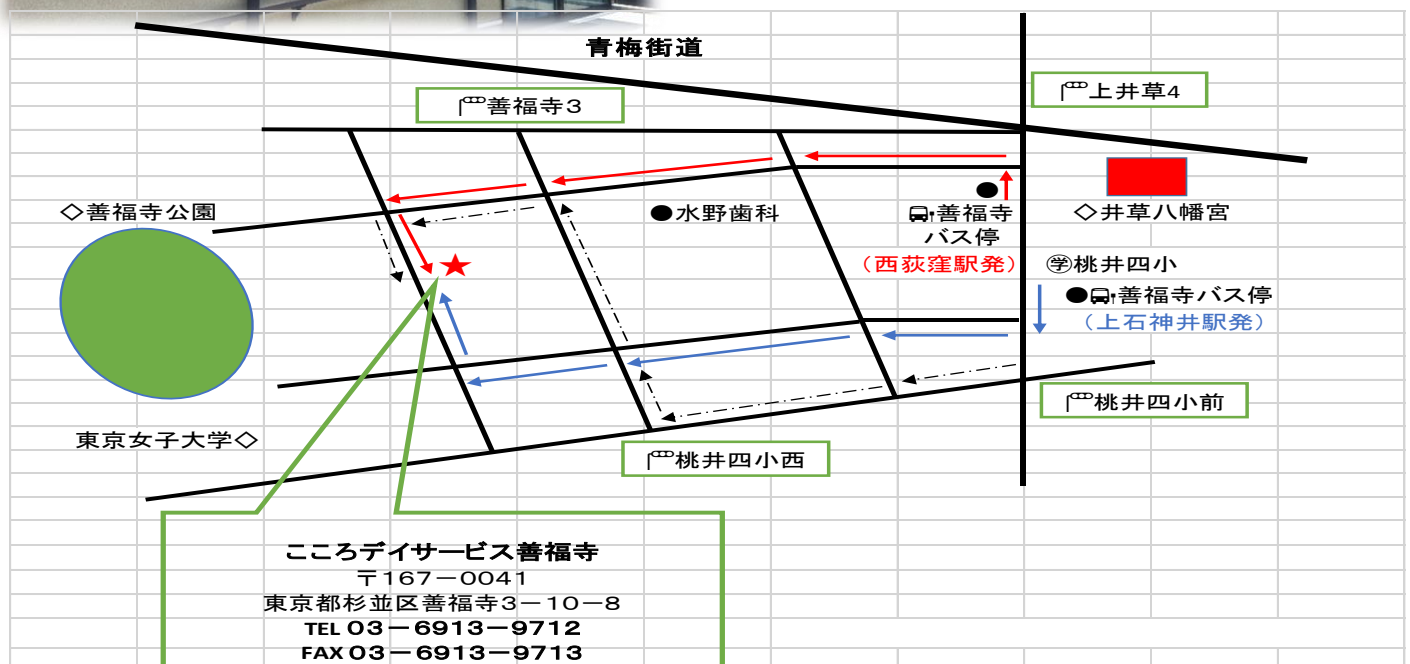 青梅街道
善福寺3
上井草4
◇善福寺公園
●水野歯科
善福寺
バス停
(西荻窪駅発)
◇井草八幡宮
㊫桃井四小
●善福寺バス停
(上石神井駅発)
桃井四小前
東京女子大学◇
桃井四小西
こころデイサービス善福寺
〒167-0041
東京都杉並区善福寺3-10-8
TEL 03-6913-9712
FAX 03-6913-9713